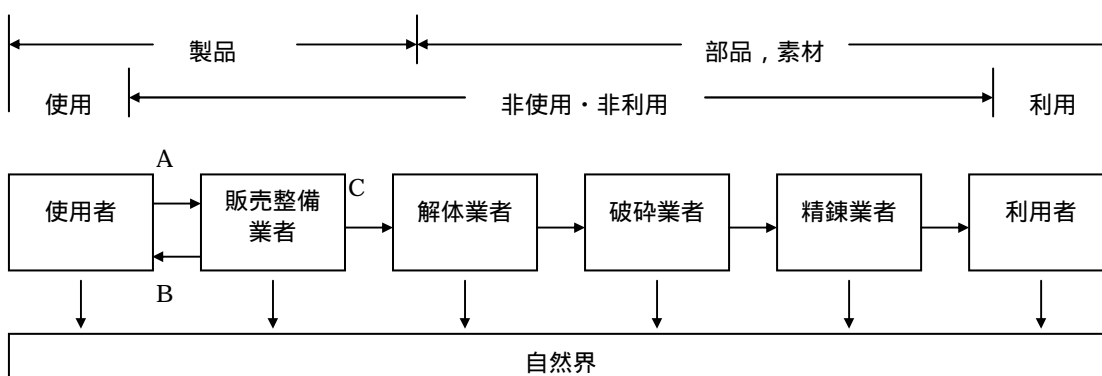 製品
部品，素材
使用
非使用・非利用
利用
A
使用者
販売整備
業者
C
解体業者
破砕業者
精錬業者
利用者
B
自然界